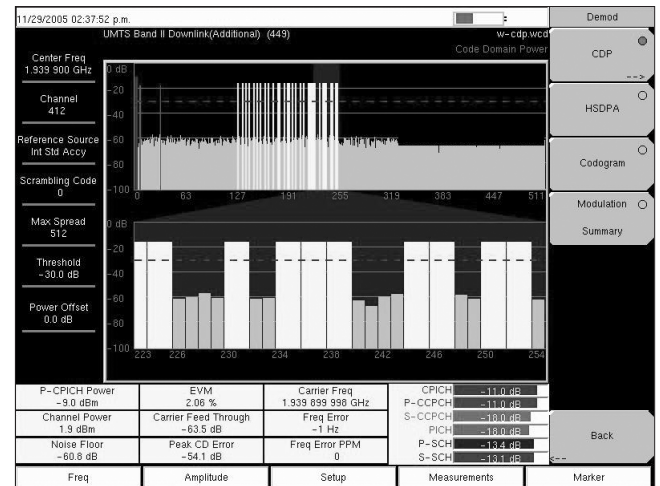 11/29/2005 02:37:52 p.m.
UMTS Band II Downlink(Additional) (449)
w-cdp.wcd
Code Domain Power
Center Freq
1.939 900 GHz
Channel
412
Reference Source
Int Std Accy
Scrambling Code
0
Max Spread
512
Threshold
-30.0 dB
Power Offset
0.0 dB
0 dB
-20
-40
-60
-80
-100
0 63 127 191 255 319 383 447 511
0 dB
-20
-40
-60
-80
-100
223 226 230 234 238 242 246 250 254
P-CPICH Power
-9.0 dBm
EVM
2.06 %
Carrier Freq
1.939 899 998 GHz
Channel Power
1.9 dBm
Carrier Feed Through
-63.5 dB
Freq Error
-1 Hz
Noise Floor
-60.8 dB
Peak CD Error
-54.1 dB
Freq Error PPM
0
CPICH -11.0 dB
P-CCPCH -11.0 dB
S-CCPCH -18.0 dB
PICH -18.0 dB
P-SCH -13.4 dB
S-SCH -13.1 dB
Demod
CDP
-->
HSDPA
Codogram
Modulation
Summary
Back
<--
Freq
Amplitude
Setup
Measurements
Marker